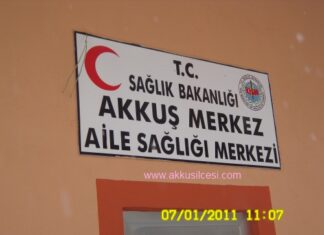 T.C.
SAĞLIK BAKANLIĞI
AKKUŞ MERKEZ
AİLE SAĞLIĞI MERKEZİ
www.akkusilcesi.com
07/01/2011 11:07